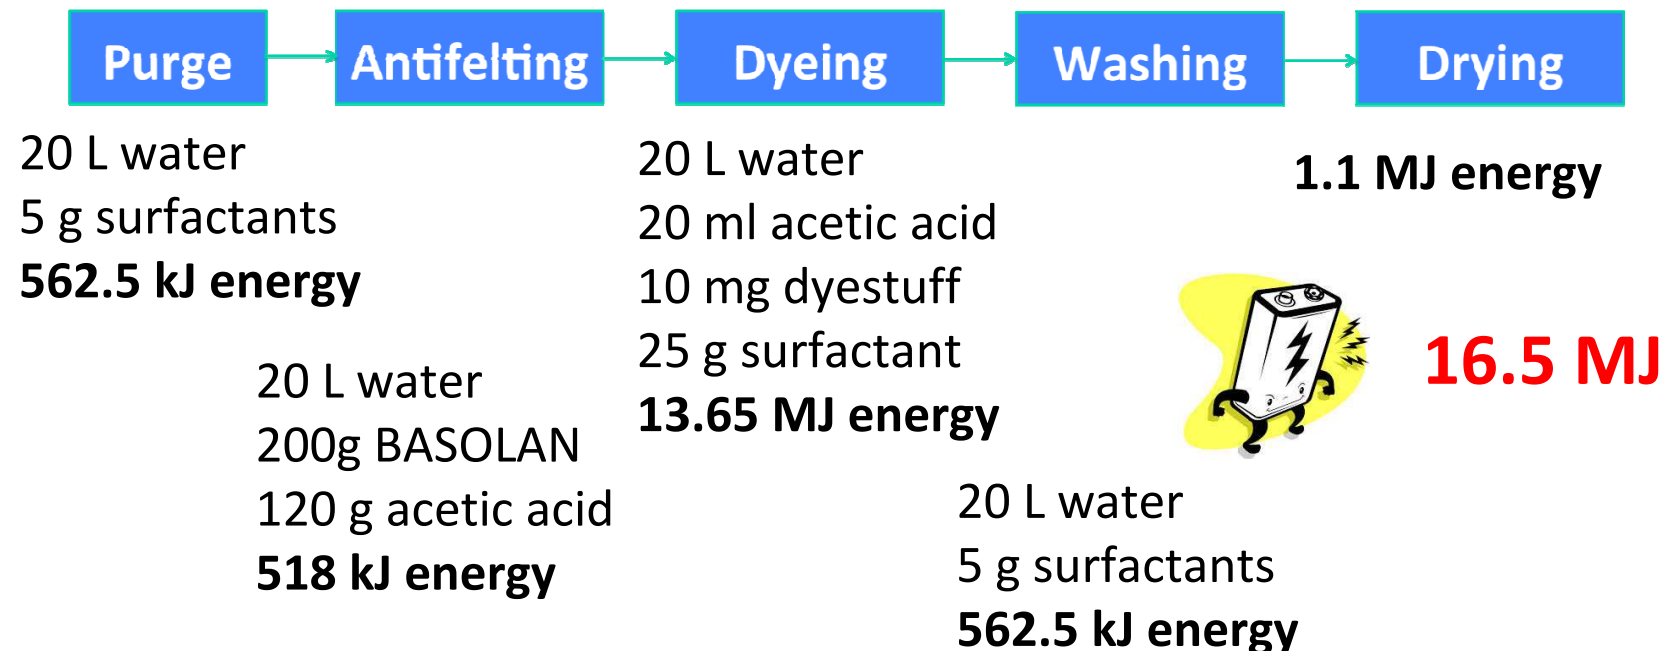 Purge
Antifelting
Dyeing
Washing
Drying
20 L water
5 g surfactants
562.5 kJ energy
20 L water
200g BASOLAN
120 g acetic acid
518 kJ energy
20 L water
20 ml acetic acid
10 mg dyestuff
25 g surfactant
13.65 MJ energy
20 L water
5 g surfactants
562.5 kJ energy
1.1 MJ energy
16.5 MJ